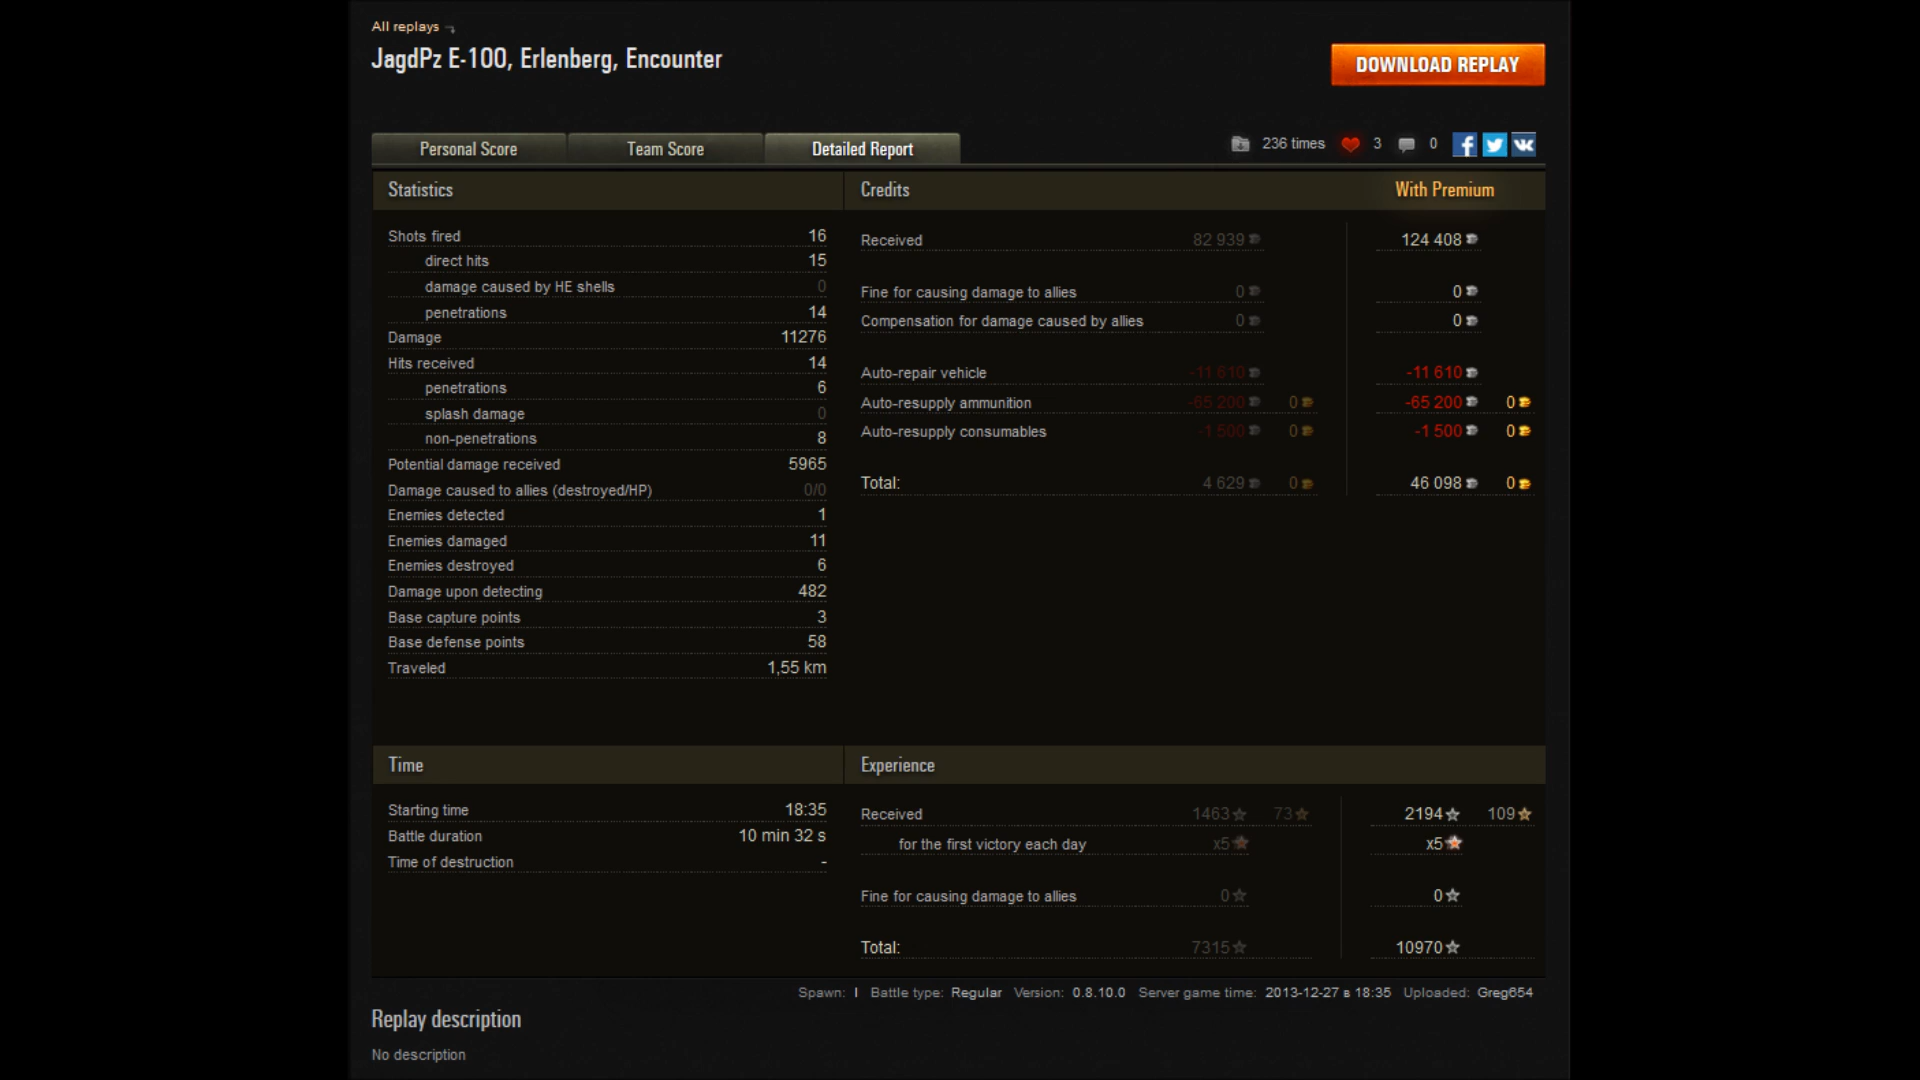 All replays
JagdPz E-100, Erlenberg, Encounter
DOWNLOAD REPLAY
Personal Score
Team Score
Detailed Report
236 times 3 0
Statistics
Shots fired 16
direct hits 15
damage caused by HE shells 0
penetrations 14
Damage 11276
Hits received 14
penetrations 6
splash damage 0
non-penetrations 8
Potential damage received 5965
Damage caused to allies (destroyed/HP) 0/0
Enemies detected 1
Enemies damaged 11
Enemies destroyed 6
Damage upon detecting 482
Base capture points 3
Base defense points 58
Traveled 1,55 km
Credits With Premium
Received 82 939 124 408
Fine for causing damage to allies 0 0
Compensation for damage caused by allies 0 0
Auto-repair vehicle -11 610 -11 610
Auto-resupply ammunition -65 200 0 -65 200 0
Auto-resupply consumables -1 500 0 -1 500 0
Total: 4 629 0 46 098 0
Time
Starting time 18:35
Battle duration 10 min 32 s
Time of destruction -
Experience
Received 1463 73 2194 109
for the first victory each day x5 x5
Fine for causing damage to allies 0 0
Total: 7315 10970
Spawn: I Battle type: Regular Version: 0.8.10.0 Server game time: 2013-12-27 в 18:35 Uploaded: Greg654
Replay description
No description